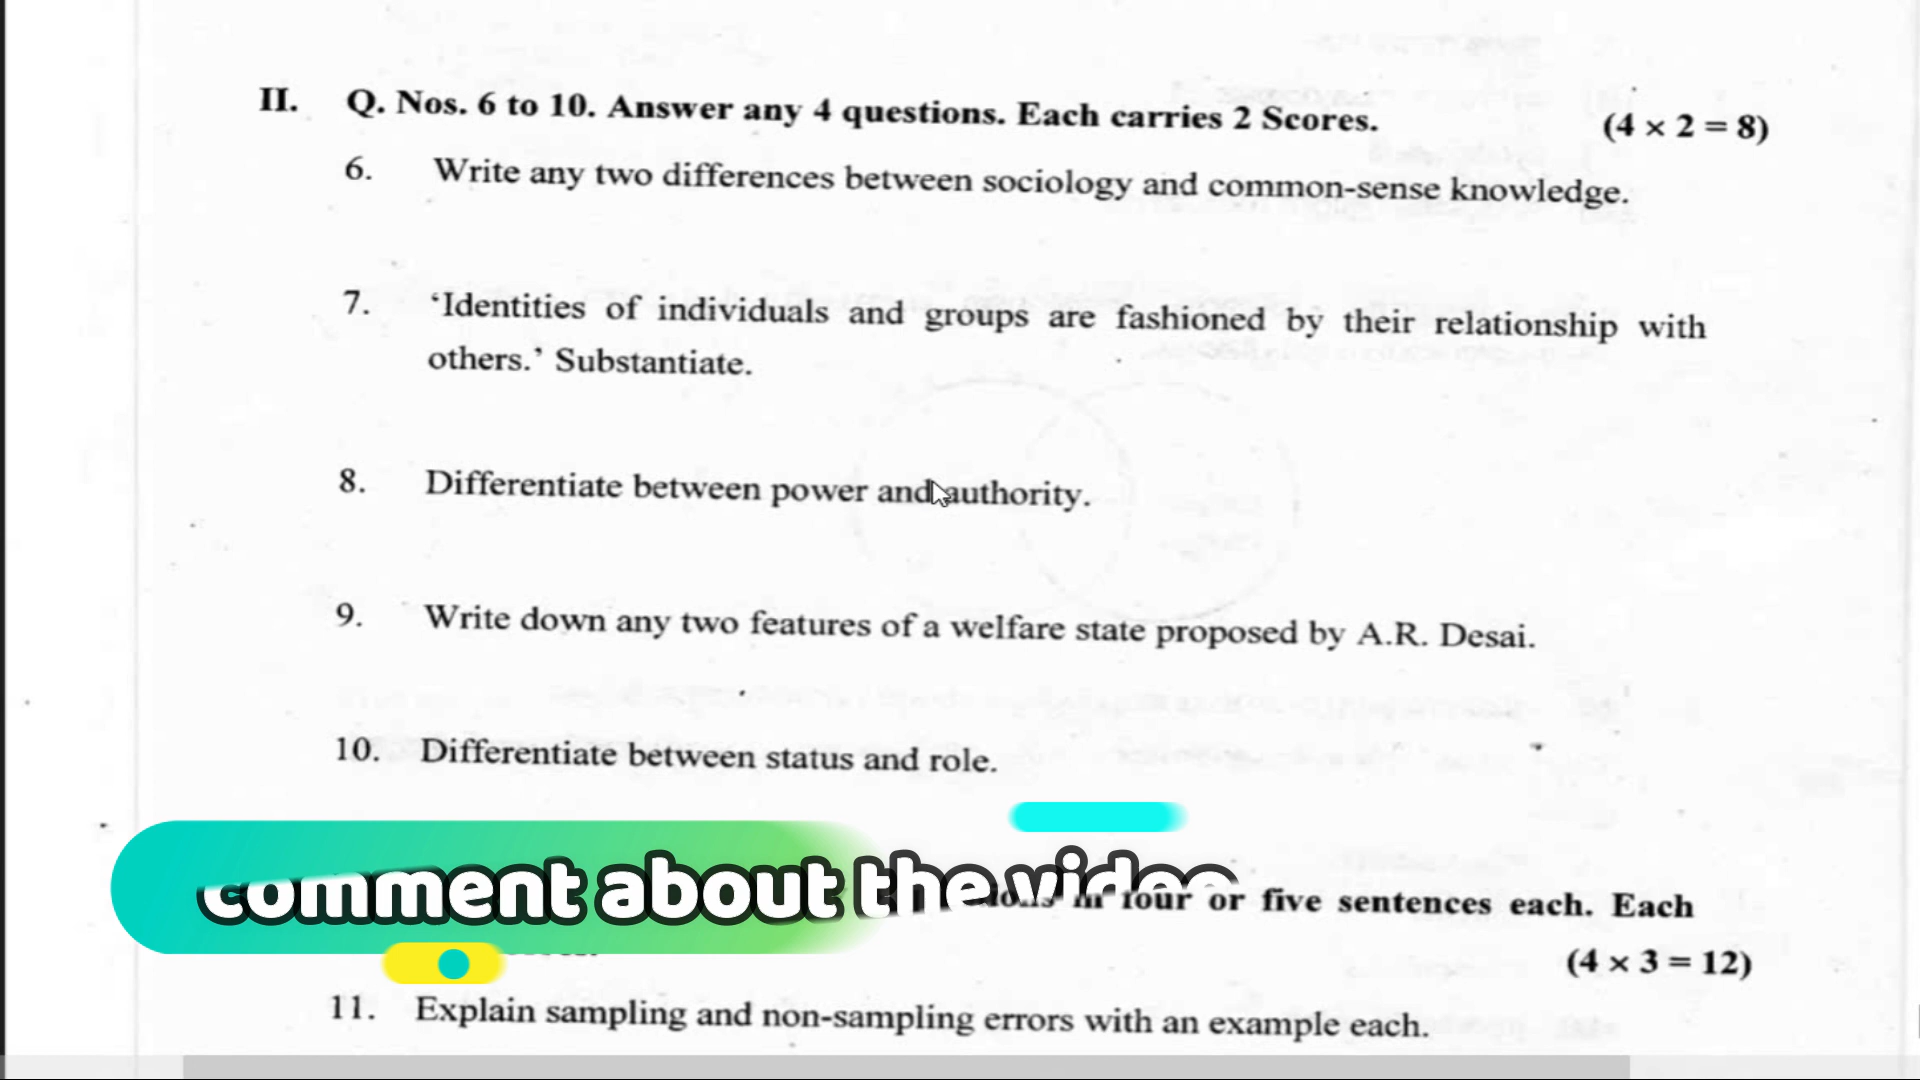 II. Q. Nos. 6 to 10. Answer any 4 questions. Each carries 2 Scores. (4 × 2 = 8)
6. Write any two differences between sociology and common-sense knowledge.
7. ‘Identities of individuals and groups are fashioned by their relationship with
others.’ Substantiate.
8. Differentiate between power and authority.
9. Write down any two features of a welfare state proposed by A.R. Desai.
10. Differentiate between status and role.
comment about the video
in four or five sentences each. Each
(4 × 3 = 12)
11. Explain sampling and non-sampling errors with an example each.